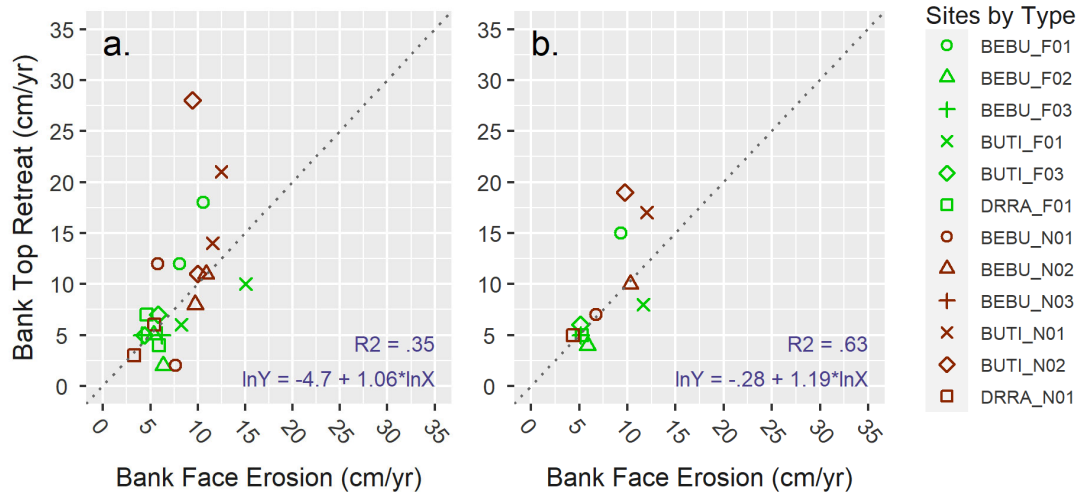 a.
Bank Top Retreat (cm/yr)
35
30
25
20
15
10
5
0
R2 = .35
lnY = -4.7 + 1.06*lnX
0 5 10 15 20 25 30 35
Bank Face Erosion (cm/yr)
b.
35
30
25
20
15
10
5
0
R2 = .63
lnY = -.28 + 1.19*lnX
0 5 10 15 20 25 30 35
Bank Face Erosion (cm/yr)
Sites by Type
BEBU_F01
BEBU_F02
BEBU_F03
BUTI_F01
BUTI_F03
DRRA_F01
BEBU_N01
BEBU_N02
BEBU_N03
BUTI_N01
BUTI_N02
DRRA_N01